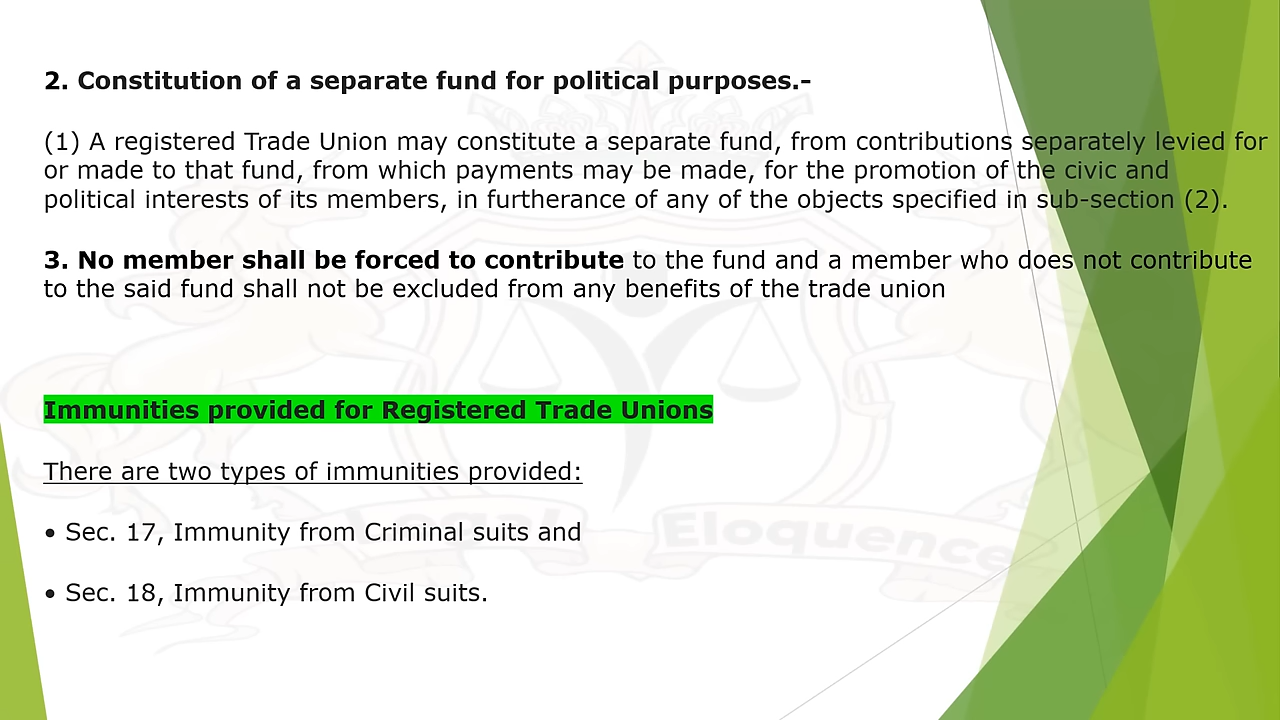 2. Constitution of a separate fund for political purposes.-
(1) A registered Trade Union may constitute a separate fund, from contributions separately levied for
or made to that fund, from which payments may be made, for the promotion of the civic and
political interests of its members, in furtherance of any of the objects specified in sub-section (2).
3. No member shall be forced to contribute to the fund and a member who does not contribute
to the said fund shall not be excluded from any benefits of the trade union
Immunities provided for Registered Trade Unions
There are two types of immunities provided:
• Sec. 17, Immunity from Criminal suits and
Legal Eloquence
• Sec. 18, Immunity from Civil suits.